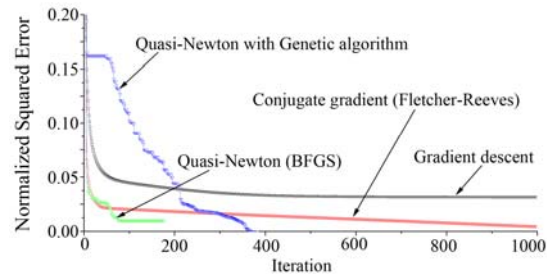 0.20
0.15
0.10
0.05
0.00
Normalized Squared Error
Quasi-Newton with Genetic algorithm
Conjugate gradient (Fletcher-Reeves)
Quasi-Newton (BFGS)
Gradient descent
0 200 400 600 800 1000
Iteration